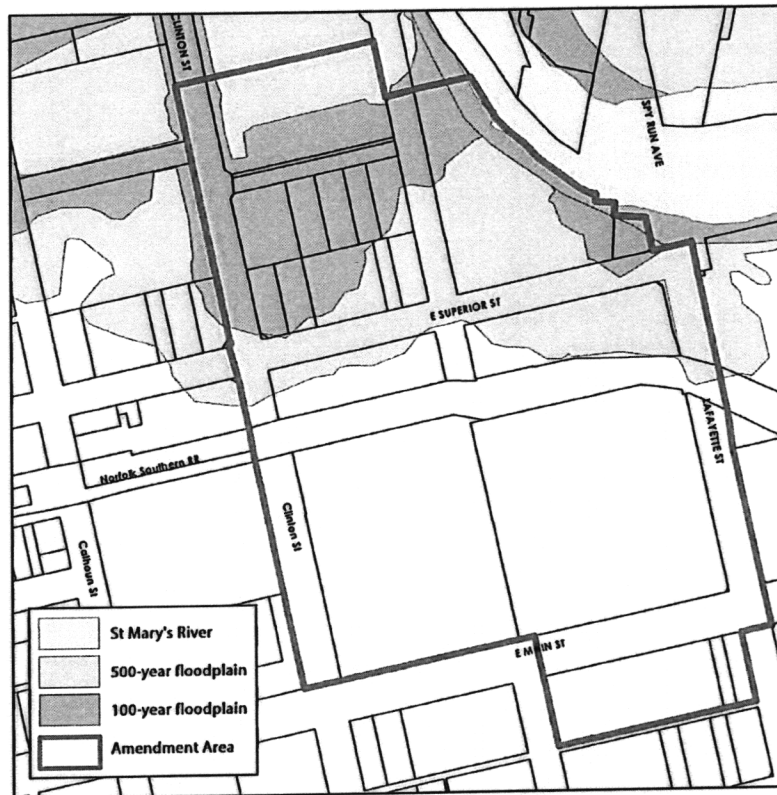 CLINTON ST
SPY RUN AVE
E SUPERIOR ST
LAFAYETTE ST
Norfolk Southern RR
Clinton St
Calhoun St
E MAIN ST
St Mary's River
500-year floodplain
100-year floodplain
Amendment Area